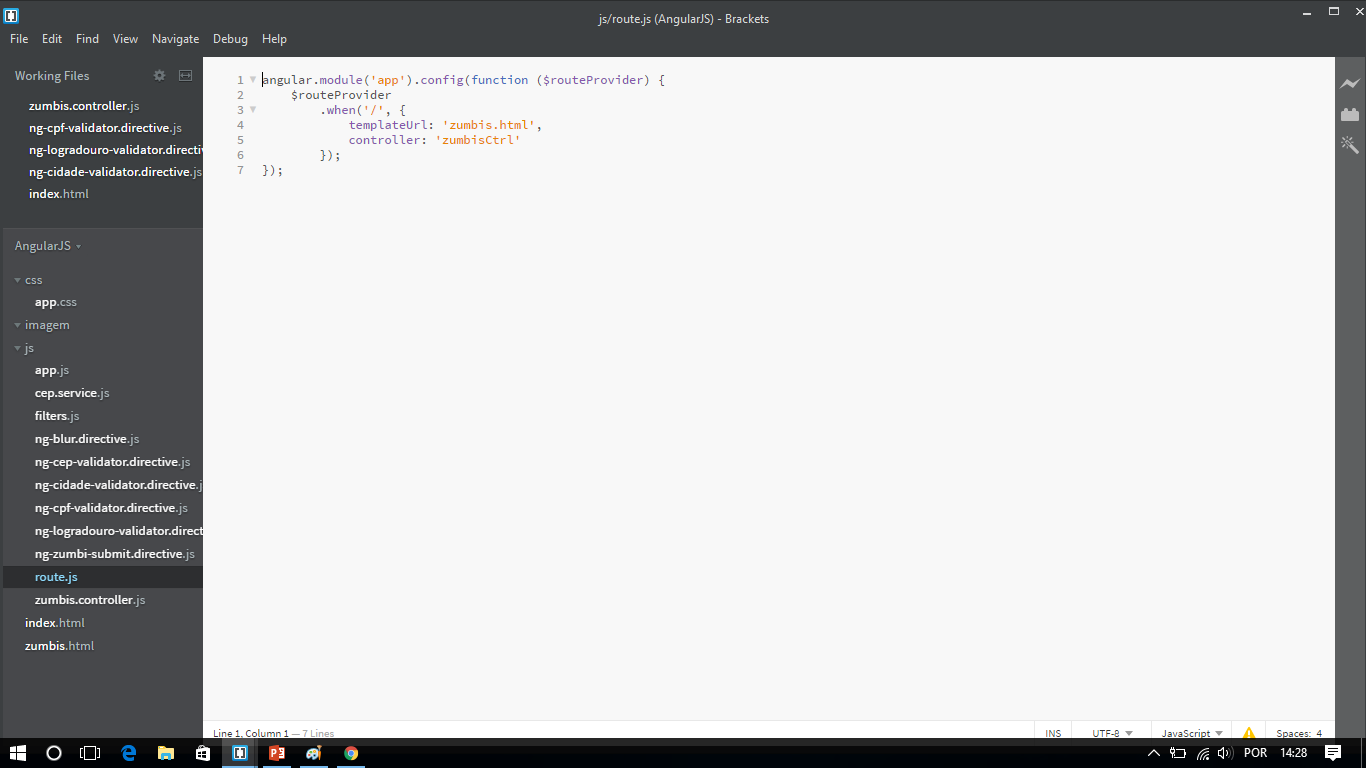 js/route.js (AngularJS) - Brackets
File Edit Find View Navigate Debug Help
Working Files
zumbis.controller.js
ng-cpf-validator.directive.js
ng-logradouro-validator.directiv
ng-cidade-validator.directive.js
index.html
AngularJS
css
app.css
imagem
js
app.js
cep.service.js
filters.js
ng-blur.directive.js
ng-cep-validator.directive.js
ng-cidade-validator.directive.j
ng-cpf-validator.directive.js
ng-logradouro-validator.direct
ng-zumbi-submit.directive.js
route.js
zumbis.controller.js
index.html
zumbis.html
1 angular.module('app').config(function ($routeProvider) {
2 $routeProvider
3 .when('/', {
4 templateUrl: 'zumbis.html',
5 controller: 'zumbisCtrl'
6 });
7 });
Line 1, Column 1 — 7 Lines
INS UTF-8 JavaScript Spaces: 4
POR 14:28